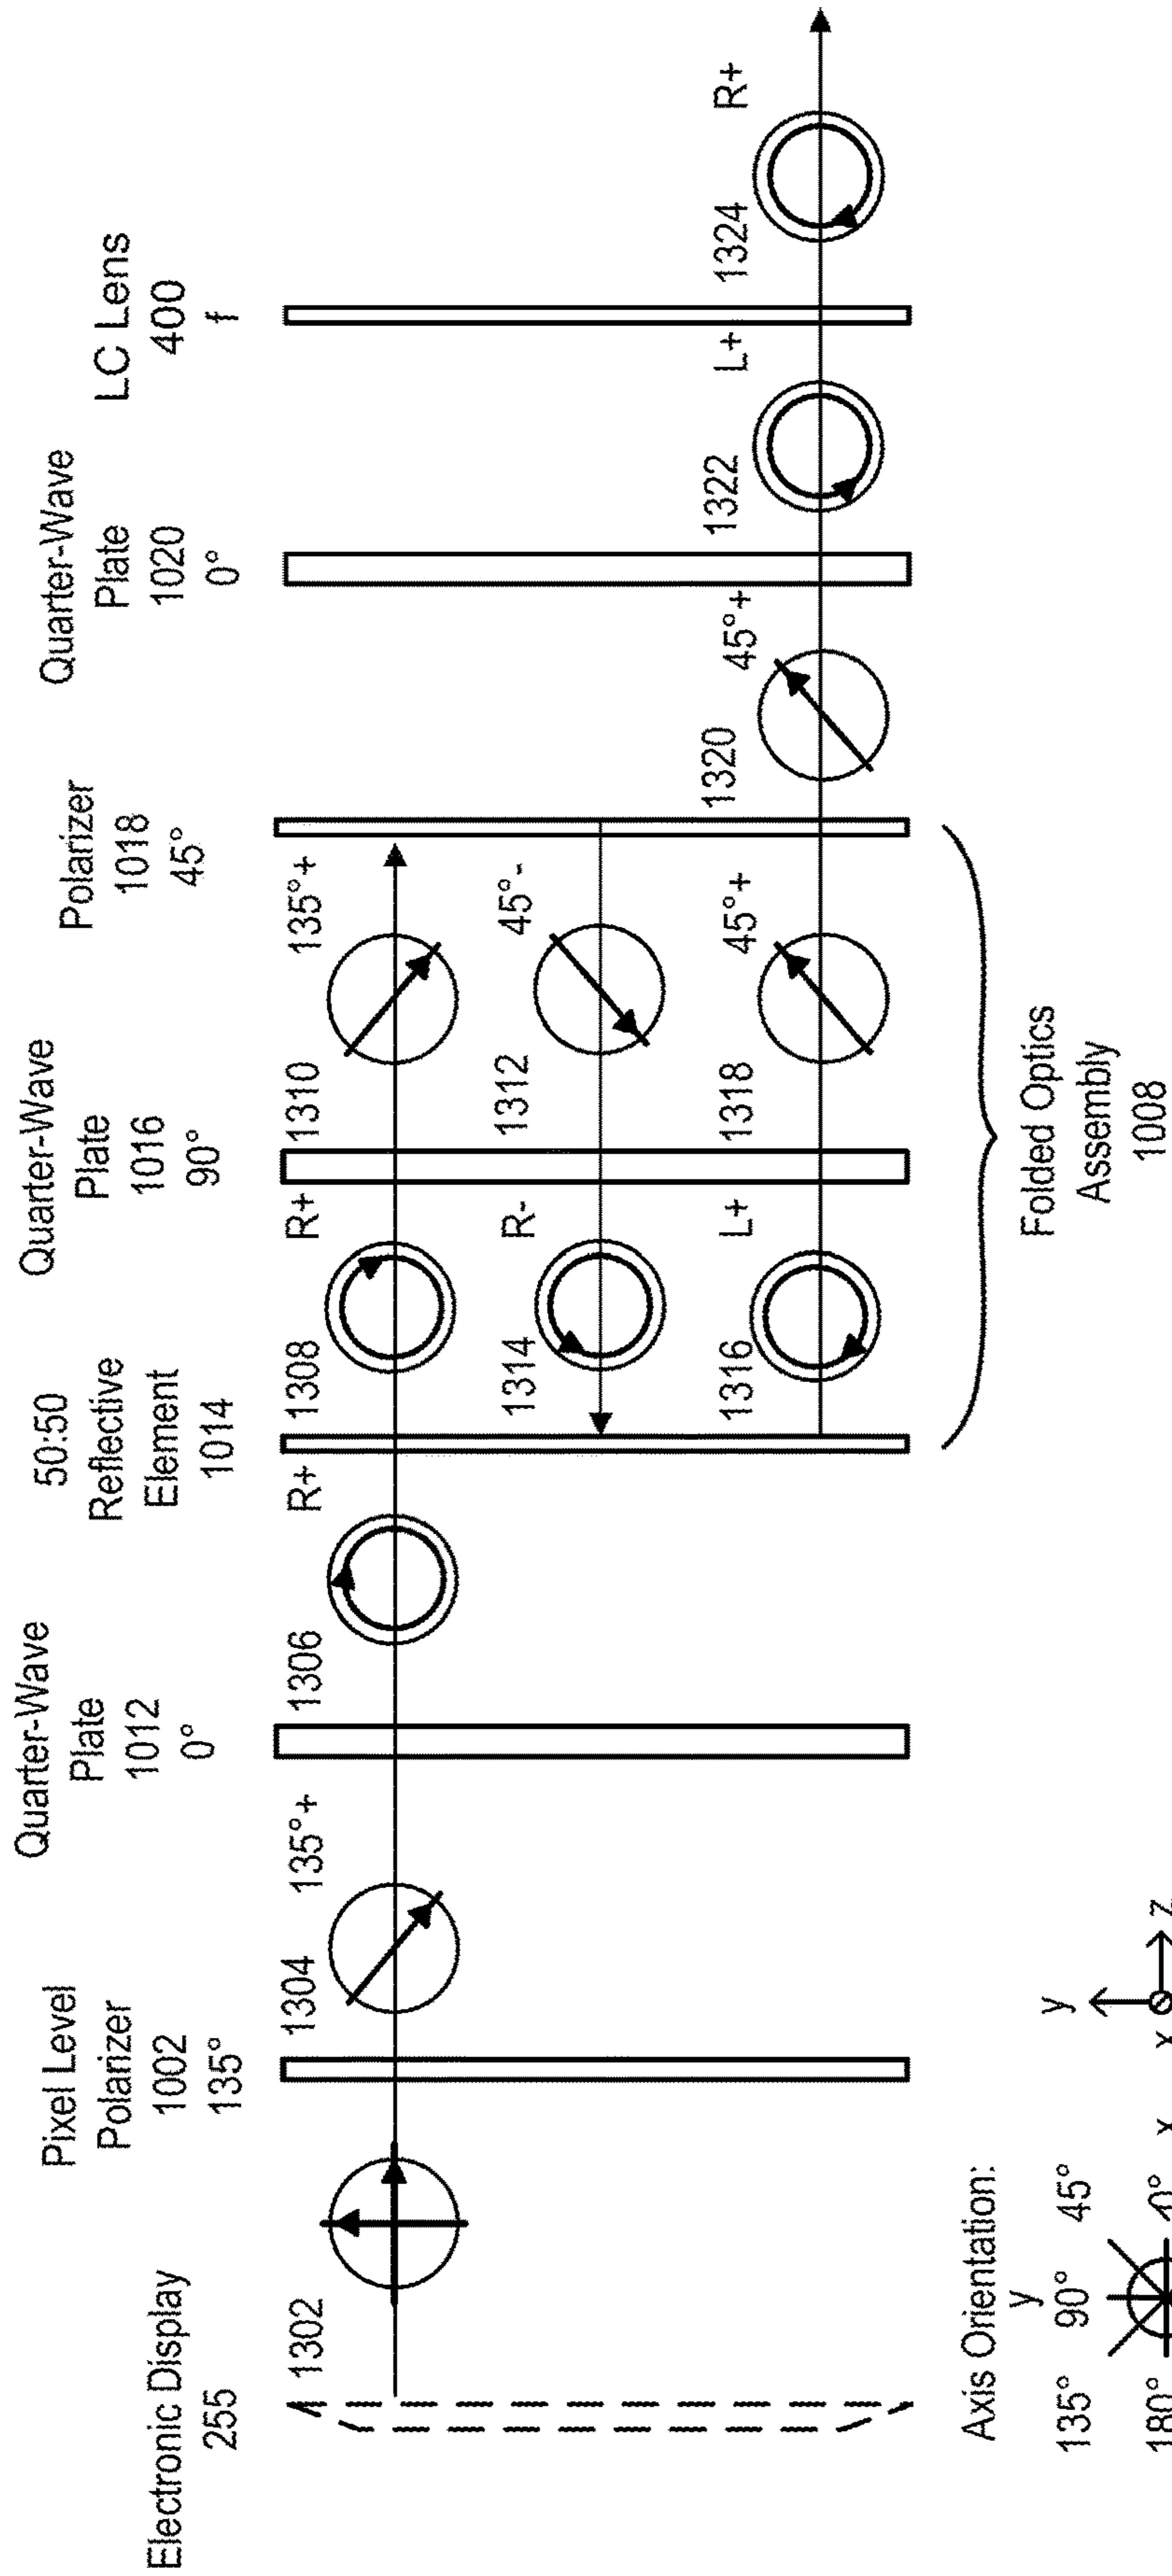 Electronic Display
255
Pixel Level
Polarizer
1002
135°
Quarter-Wave
Plate
1012
0°
50:50
Reflective
Element
1014
Quarter-Wave
Plate
1016
90°
Polarizer
1018
45°
Quarter-Wave
Plate
1020
0°
LC Lens
400
f
1302
1304
135°+
1306
R+
1308
R+
1310
135°+
1314
R-
1312
45°-
1316
L+
1318
45°+
1320
45°+
1322
L+
1324
R+
Folded Optics
Assembly
1008
Axis Orientation:
y
135°
90°
45°
180°
0°
x
y
x
z